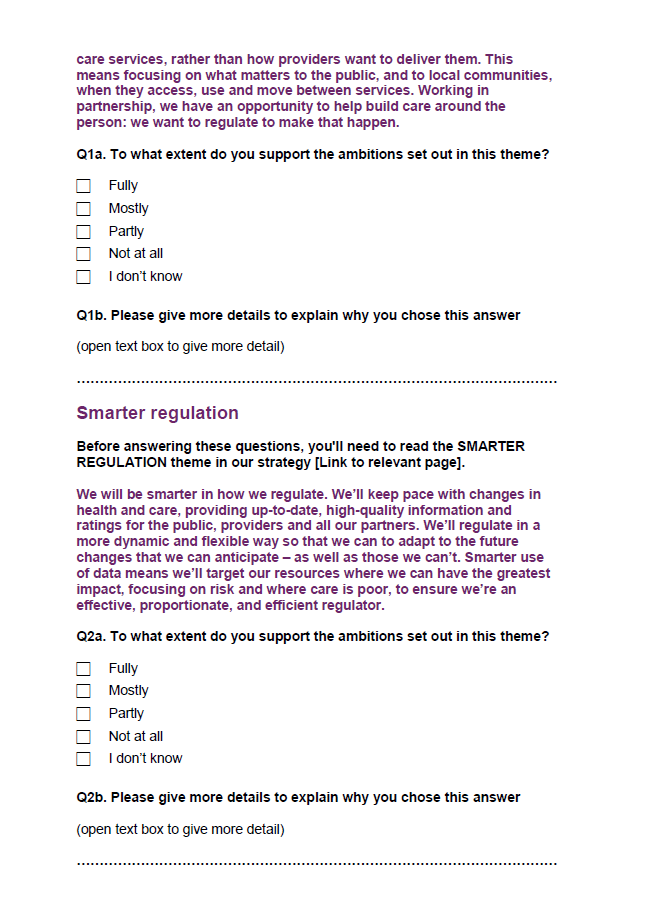 care services, rather than how providers want to deliver them. This
means focusing on what matters to the public, and to local communities,
when they access, use and move between services. Working in
partnership, we have an opportunity to help build care around the
person: we want to regulate to make that happen.
Q1a. To what extent do you support the ambitions set out in this theme?
Fully
Mostly
Partly
Not at all
I don’t know
Q1b. Please give more details to explain why you chose this answer
(open text box to give more detail)
Smarter regulation
Before answering these questions, you'll need to read the SMARTER
REGULATION theme in our strategy [Link to relevant page].
We will be smarter in how we regulate. We’ll keep pace with changes in
health and care, providing up-to-date, high-quality information and
ratings for the public, providers and all our partners. We’ll regulate in a
more dynamic and flexible way so that we can to adapt to the future
changes that we can anticipate – as well as those we can’t. Smarter use
of data means we’ll target our resources where we can have the greatest
impact, focusing on risk and where care is poor, to ensure we’re an
effective, proportionate, and efficient regulator.
Q2a. To what extent do you support the ambitions set out in this theme?
Fully
Mostly
Partly
Not at all
I don’t know
Q2b. Please give more details to explain why you chose this answer
(open text box to give more detail)